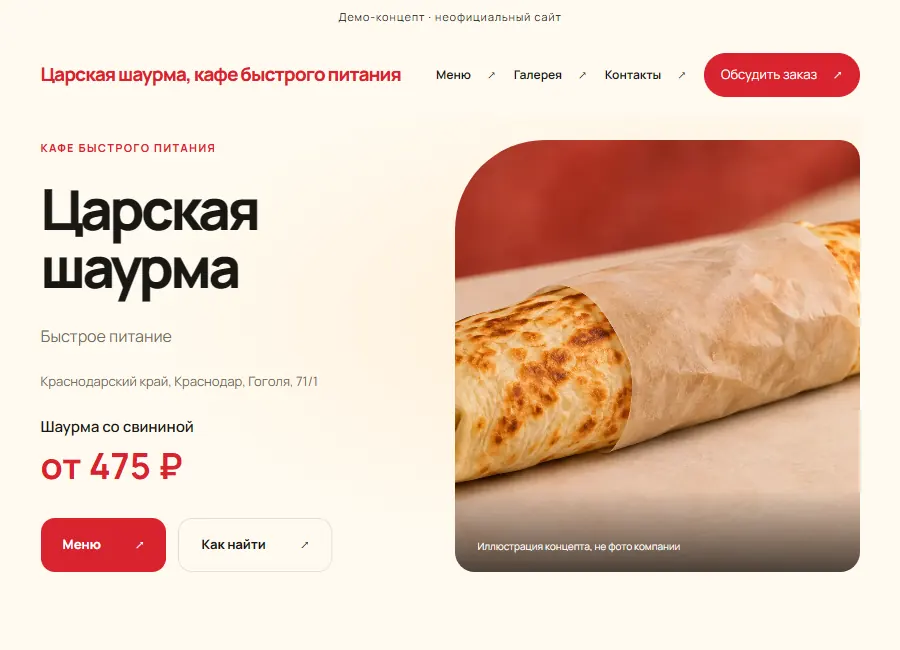 Демо-концепт · неофициальный сайт
Царская шаурма, кафе быстрого питания
Меню ↗ Галерея ↗ Контакты ↗ Обсудить заказ ↗
КАФЕ БЫСТРОГО ПИТАНИЯ
Царская
шаурма
Быстрое питание
Краснодарский край, Краснодар, Гоголя, 71/1
Шаурма со свининой
от 475 ₽
Меню ↗ Как найти ↗
Иллюстрация концепта, не фото компании